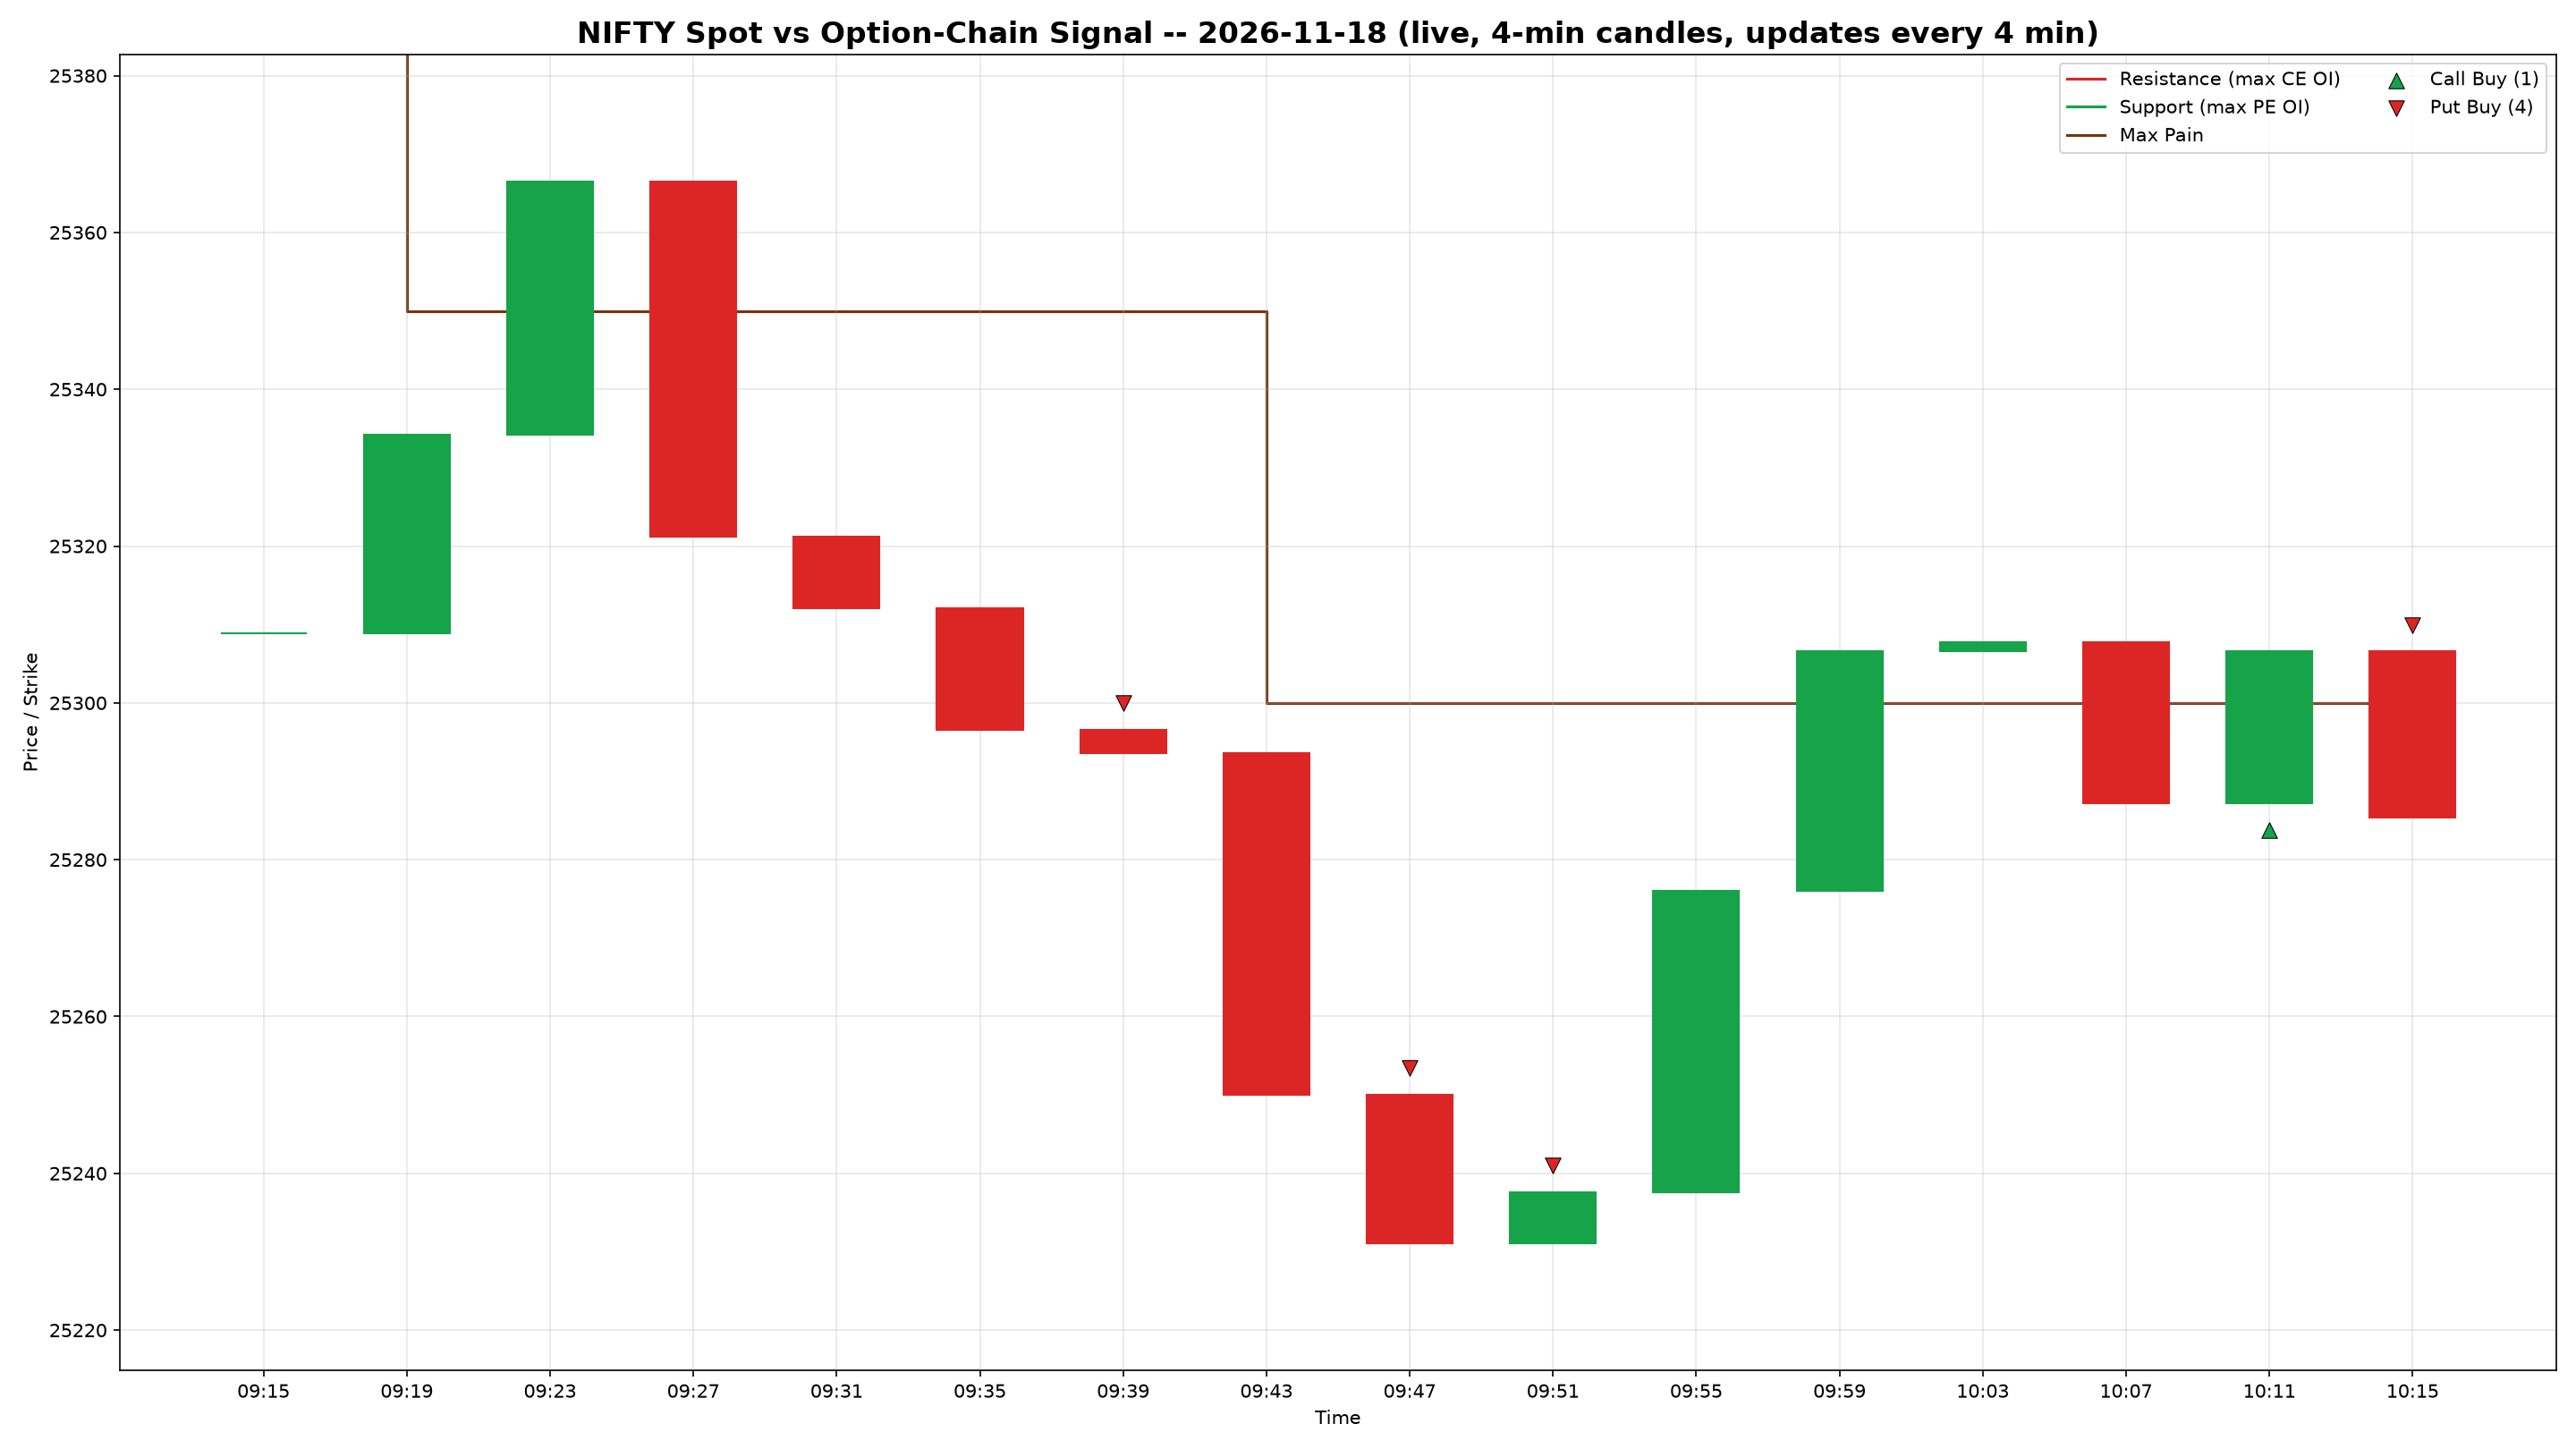 NIFTY Spot vs Option-Chain Signal -- 2026-11-18 (live, 4-min candles, updates every 4 min)
Resistance (max CE OI)
Support (max PE OI)
Max Pain
Call Buy (1)
Put Buy (4)
Price / Strike
25380
25360
25340
25320
25300
25280
25260
25240
25220
09:15 09:19 09:23 09:27 09:31 09:35 09:39 09:43 09:47 09:51 09:55 09:59 10:03 10:07 10:11 10:15
Time